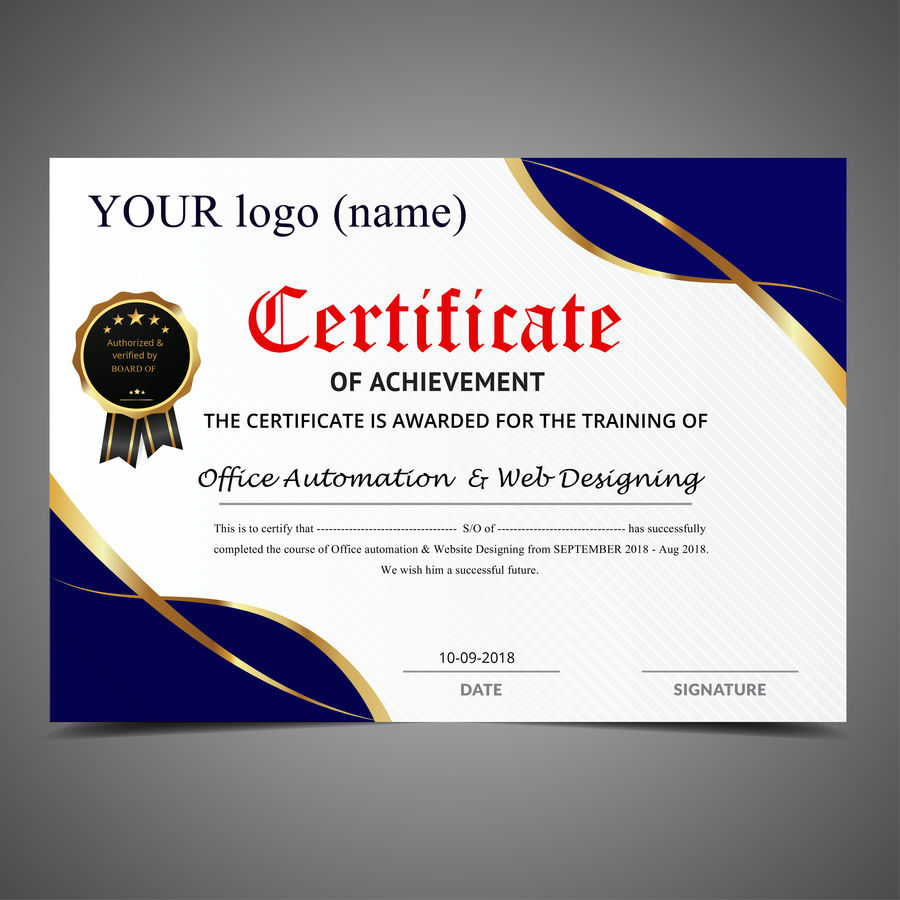 YOUR logo (name)
Certificate
OF ACHIEVEMENT
Authorized &
verified by
BOARD OF
THE CERTIFICATE IS AWARDED FOR THE TRAINING OF
Office Automation & Web Designing
This is to certify that ----------------------------------- S/O of -------------------------------- has successfully
completed the course of Office automation & Website Designing from SEPTEMBER 2018 - Aug 2018.
We wish him a successful future.
10-09-2018
DATE
SIGNATURE